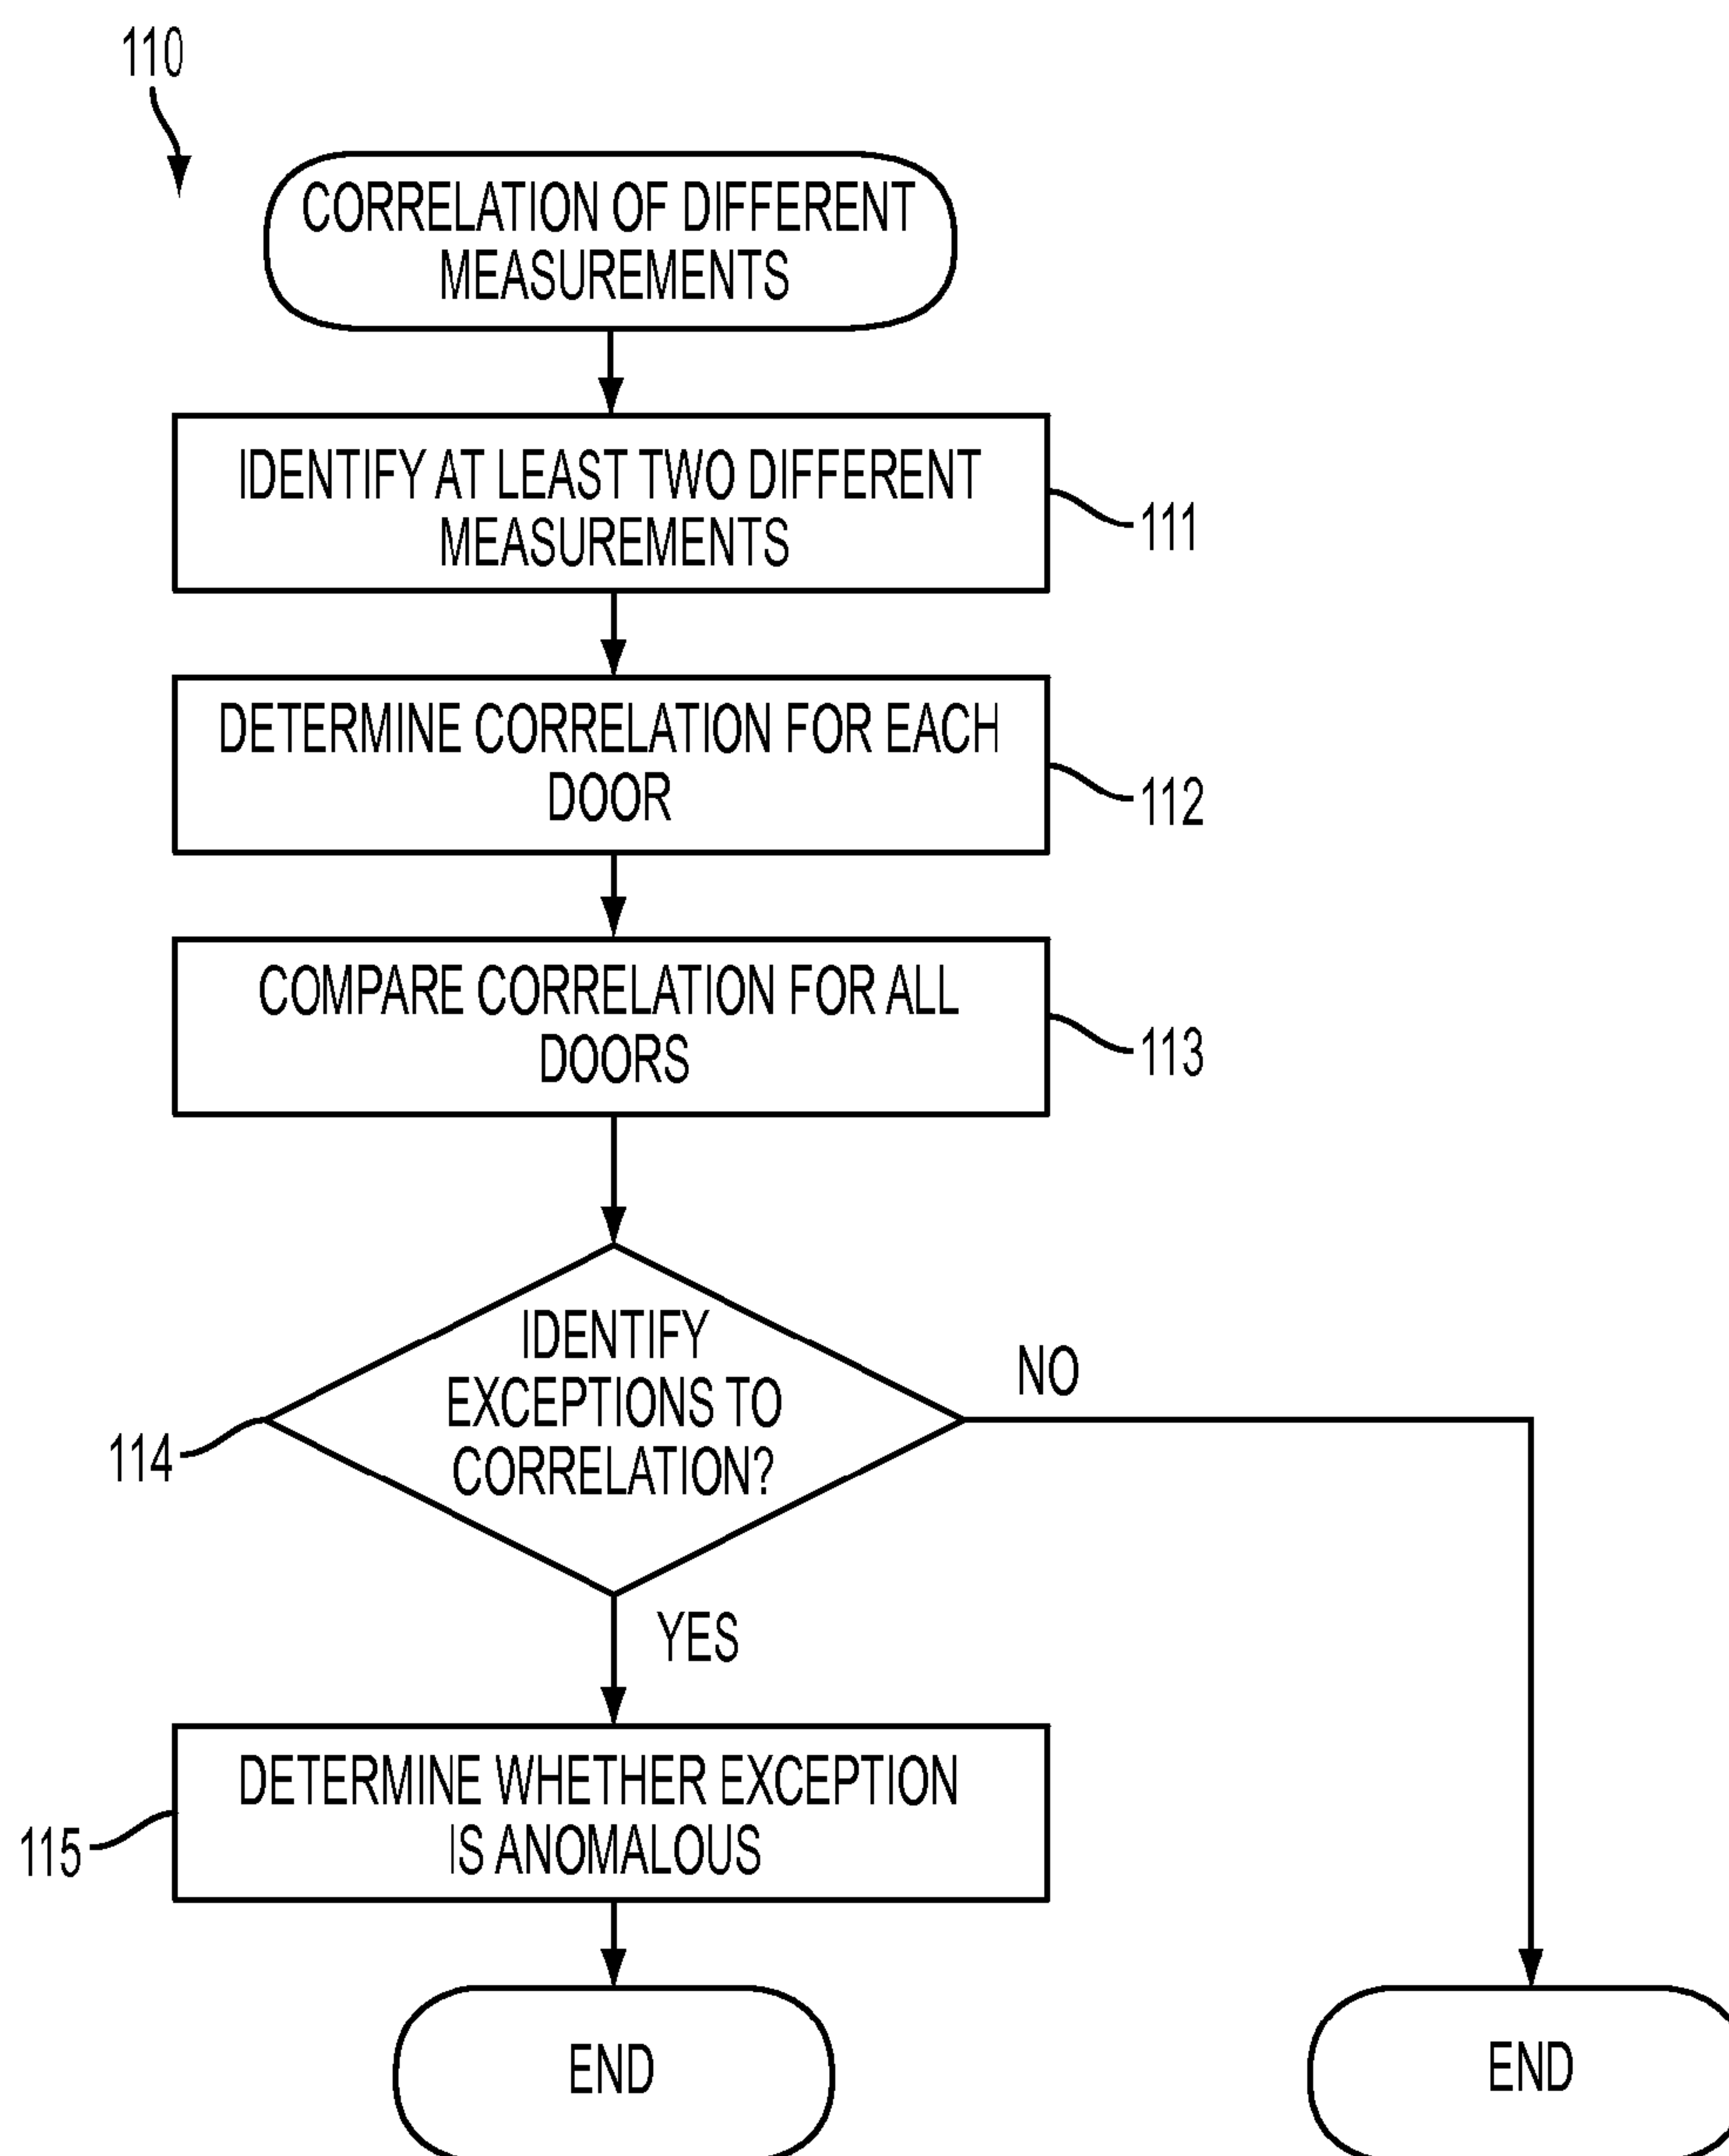 110
CORRELATION OF DIFFERENT
MEASUREMENTS
IDENTIFY AT LEAST TWO DIFFERENT
MEASUREMENTS
111
DETERMINE CORRELATION FOR EACH
DOOR
112
COMPARE CORRELATION FOR ALL
DOORS
113
IDENTIFY
EXCEPTIONS TO
CORRELATION?
114
NO
YES
DETERMINE WHETHER EXCEPTION
IS ANOMALOUS
115
END
END